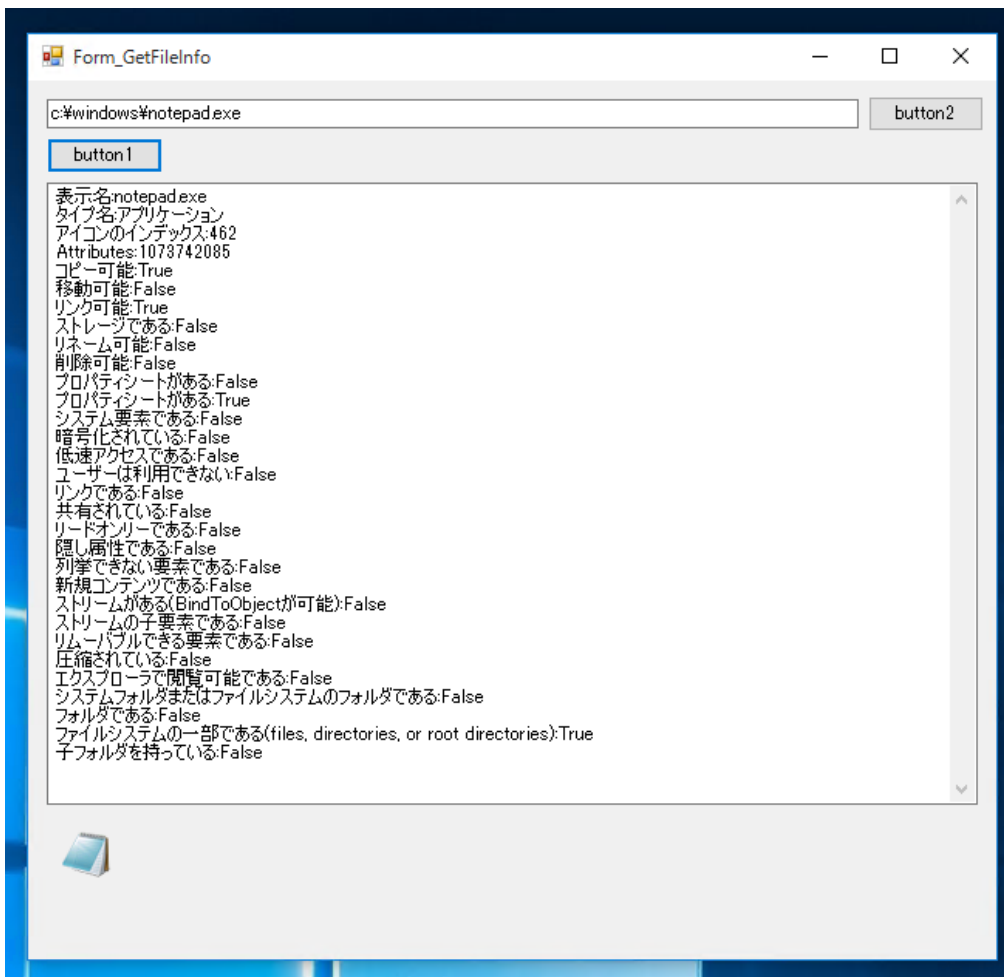 Form_GetFileInfo
c:¥windows¥notepad.exe
button2
button1
表示名:notepad.exe
タイプ名:アプリケーション
アイコンのインデックス:462
Attributes:1073742085
コピー可能:True
移動可能:False
リンク可能:True
ストレージである:False
リネーム可能:False
削除可能:False
プロパティシートがある:False
プロパティシートがある:True
システム要素である:False
暗号化されている:False
低速アクセスである:False
ユーザーは利用できない:False
リンクである:False
共有されている:False
リードオンリーである:False
隠し属性である:False
列挙できない要素である:False
新規コンテンツである:False
ストリームがある(BindToObjectが可能):False
ストリームの子要素である:False
リムーバブルできる要素である:False
圧縮されている:False
エクスプローラで閲覧可能である:False
システムフォルダまたはファイルシステムのフォルダである:False
フォルダである:False
ファイルシステムの一部である(files, directories, or root directories):True
子フォルダを持っている:False